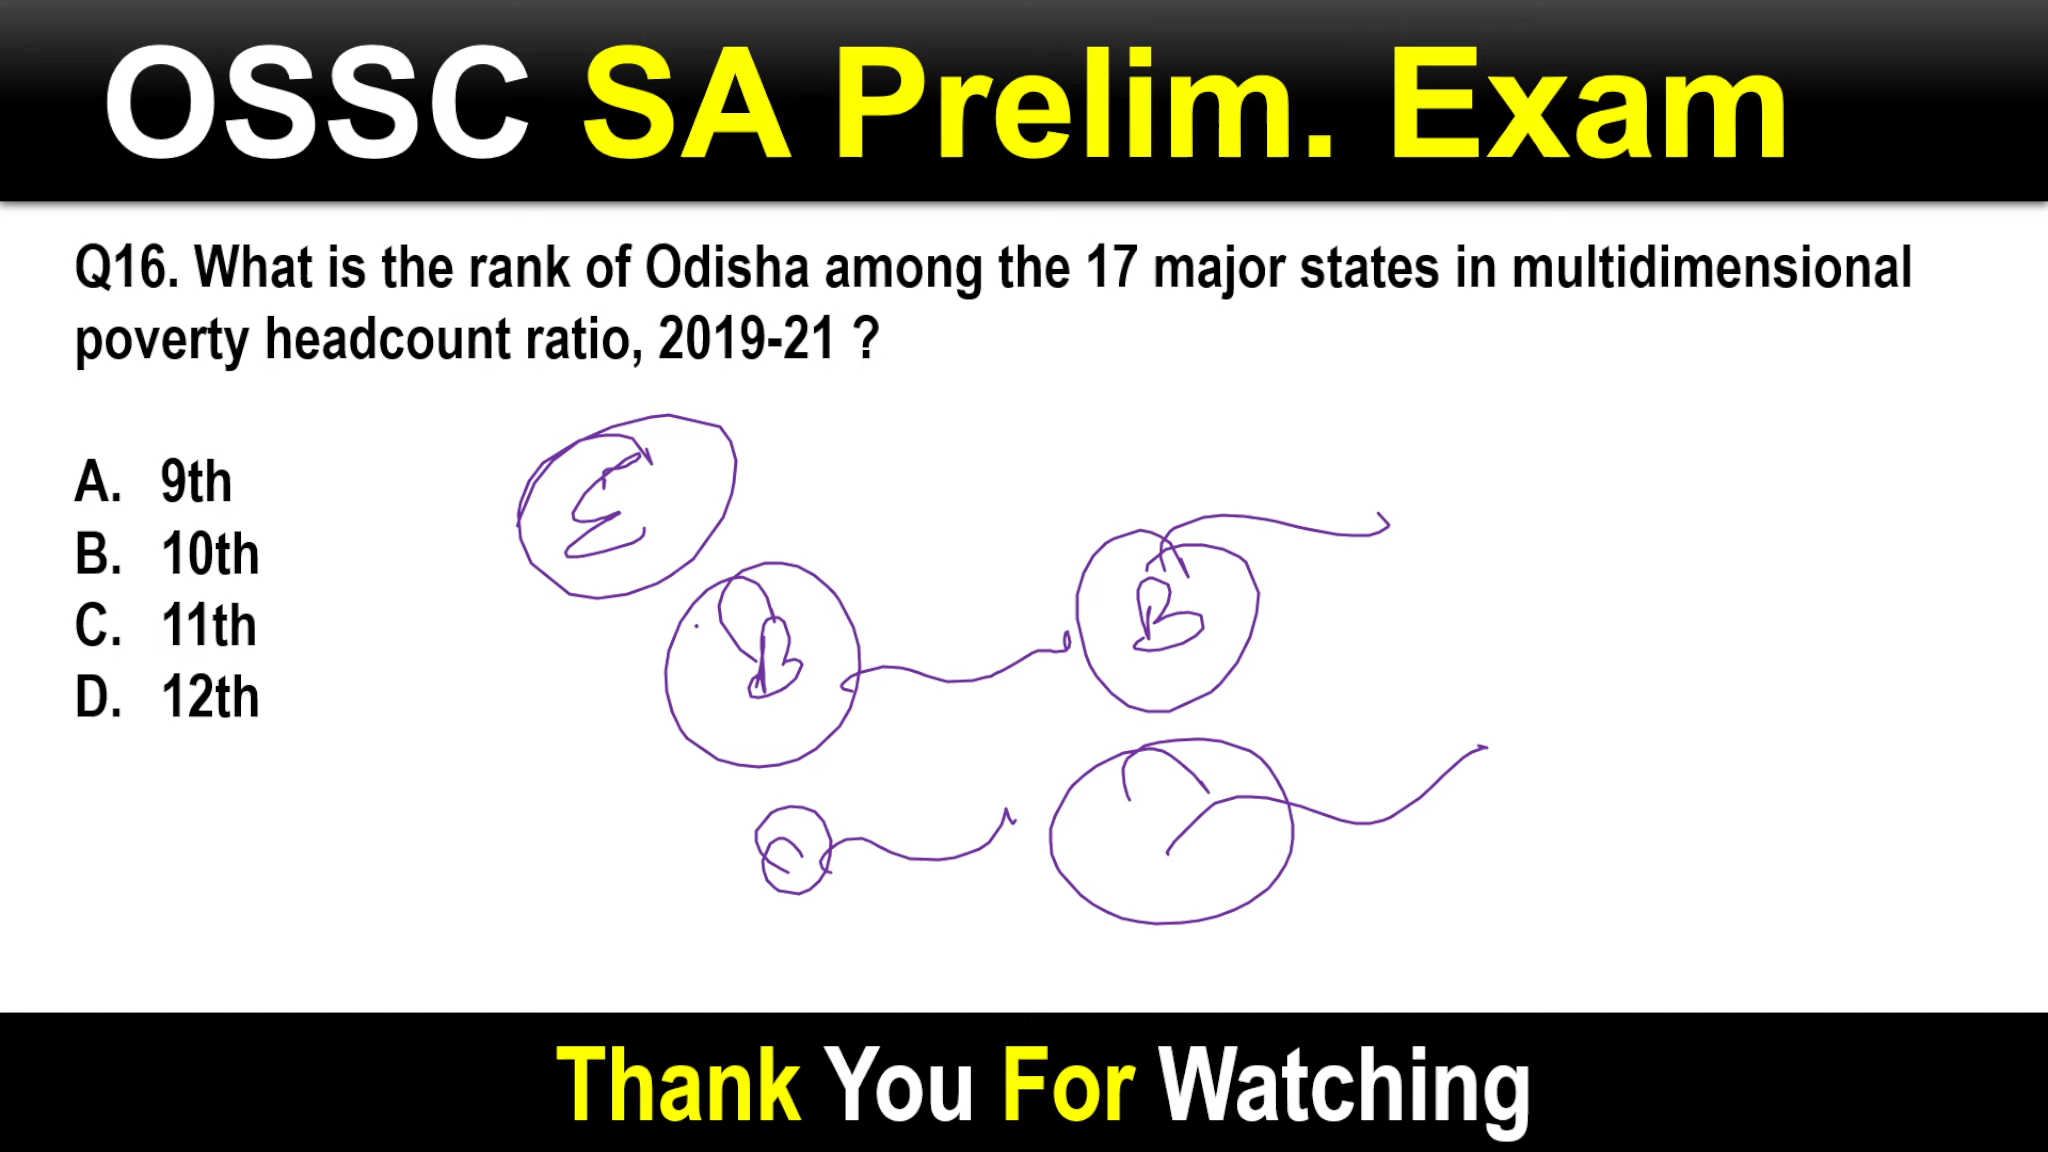 OSSC SA Prelim. Exam
Q16. What is the rank of Odisha among the 17 major states in multidimensional
poverty headcount ratio, 2019-21 ?
A. 9th
B. 10th
C. 11th
D. 12th
B
B
Thank You For Watching